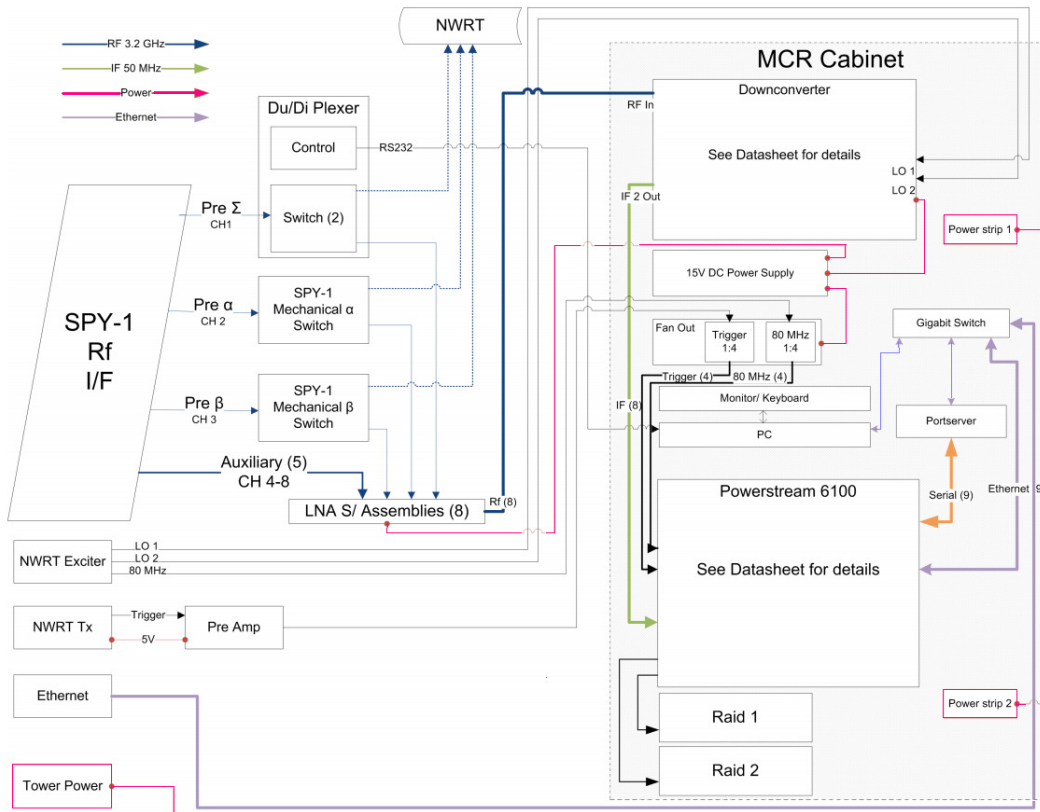 NWRT
RF 3.2 GHz
IF 50 MHz
Power
Ethernet
MCR Cabinet
Du/Di Plexer
Control
RS232
Switch (2)
Pre Σ
CH1
Downconverter
RF In
See Datasheet for details
LO 1
LO 2
IF 2 Out
Power strip 1
15V DC Power Supply
SPY-1
Rf
I/F
Pre α
CH 2
SPY-1
Mechanical α
Switch
Fan Out
Trigger
1:4
80 MHz
1:4
Gigabit Switch
Trigger (4)
80 MHz (4)
Pre β
CH 3
SPY-1
Mechanical β
Switch
IF (8)
Monitor/ Keyboard
PC
Portserver
Auxiliary (5)
CH 4-8
Rf (8)
LNA S/ Assemblies (8)
Powerstream 6100
Serial (9)
Ethernet (9
See Datasheet for details
NWRT Exciter
LO 1
LO 2
80 MHz
NWRT Tx
Trigger
5V
Pre Amp
Ethernet
Power strip 2
Raid 1
Raid 2
Tower Power